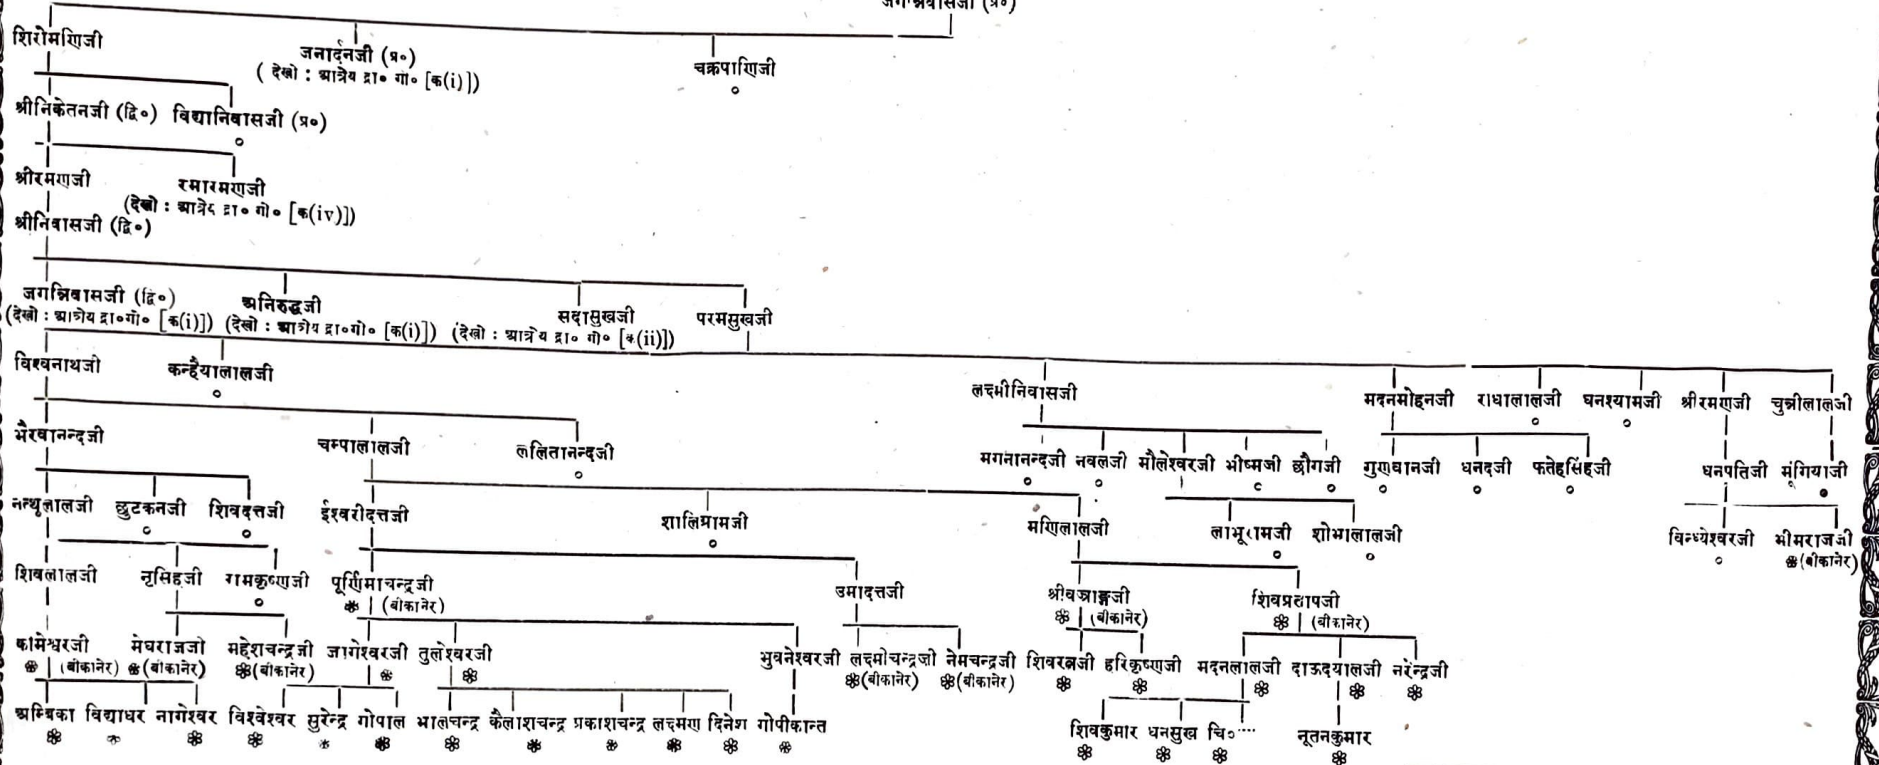 जगन्निवासजी (प्र०)
शिरोमणिजी
जनार्दनजी (प्र०)
चक्रपाणिजी
( देखो : आत्रेय द्रा० गो० [क(i)])
श्रीनिकेतनजी (द्वि०) विद्यानिवासजी (प्र०)
श्रीरमणजी रमारमणजी
(देखो : आत्रेय द्रा० गो० [क(iv)])
श्रीनिवासजी (द्वि०)
जगन्निवासजी (द्वि०) अनिरुद्धजी सदासुखजी परमसुखजी
(देखो : आत्रेय द्रा०गो० [क(i)]) (देखो : आत्रेय द्रा०गो० [क(i)]) (देखो : आत्रेय द्रा० गो० [क(ii)])
विश्वनाथजी कन्हैयालालजी लक्ष्मीनिवासजी मदनमोहनजी राधालालजी घनश्यामजी श्रीरमणजी चुन्नीलालजी
भैरवानन्दजी चम्पालालजी ललितानन्दजी मगनानन्दजी नवलजी मौलेश्वरजी भीष्मजी छौगजी गुणवानजी धनदजी फतेहसिंहजी धनपतिजी मूंगियाजी
नत्थूलालजी छुटकनजी शिवदत्तजी ईश्वरीदत्तजी शालिग्रामजी मणिलालजी लाभूरामजी शोभालालजी विन्ध्येश्वरजी भीमराजजी
(बीकानेर)
शिवलालजी नृसिंहजी रामकृष्णजी पूर्णिमाचन्द्रजी उमादत्तजी श्रीवज्राङ्गजी शिवप्रतापजी
(बीकानेर) (बीकानेर) (बीकानेर)
कामेश्वरजी मेघराजजी महेशचन्द्रजी जागेश्वरजी तुलेश्वरजी भुवनेश्वरजी लक्ष्मीचन्द्रजी नेमचन्द्रजी शिवरत्नजी हरिकृष्णजी मदनलालजी दाऊदयालजी नरेन्द्रजी
(बीकानेर) (बीकानेर) (बीकानेर) (बीकानेर) (बीकानेर)
अम्बिका विद्याधर नागेश्वर विश्वेश्वर सुरेन्द्र गोपाल भालचन्द्र कैलाशचन्द्र प्रकाशचन्द्र लक्ष्मण दिनेश गोपीकान्त शिवकुमार धनसुख चि०···· नूतनकुमार